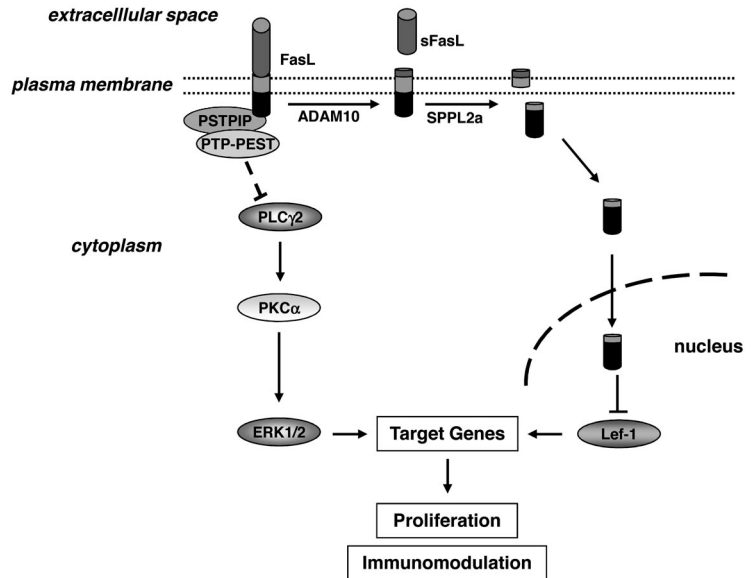 extracelllular space
FasL
sFasL
plasma membrane
PSTPIP
ADAM10
SPPL2a
PTP-PEST
PLCγ2
cytoplasm
PKCα
nucleus
ERK1/2
Target Genes
Lef-1
Proliferation
Immunomodulation